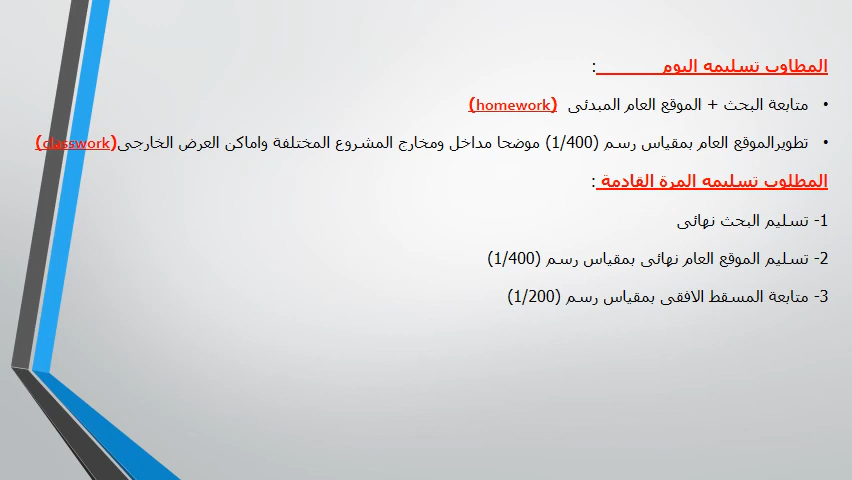 المطاوب تسليمه اليوم :
• متابعة البحث + الموقع العام المبدئى (homework)
• تطويرالموقع العام بمقياس رسم (1/400) موضحا مداخل ومخارج المشروع المختلفة واماكن العرض الخارجى(classwork)
المطلوب تسليمه المرة القادمة :
1- تسليم البحث نهائى
2- تسليم الموقع العام نهائى بمقياس رسم (1/400)
3- متابعة المسقط الافقى بمقياس رسم (1/200)